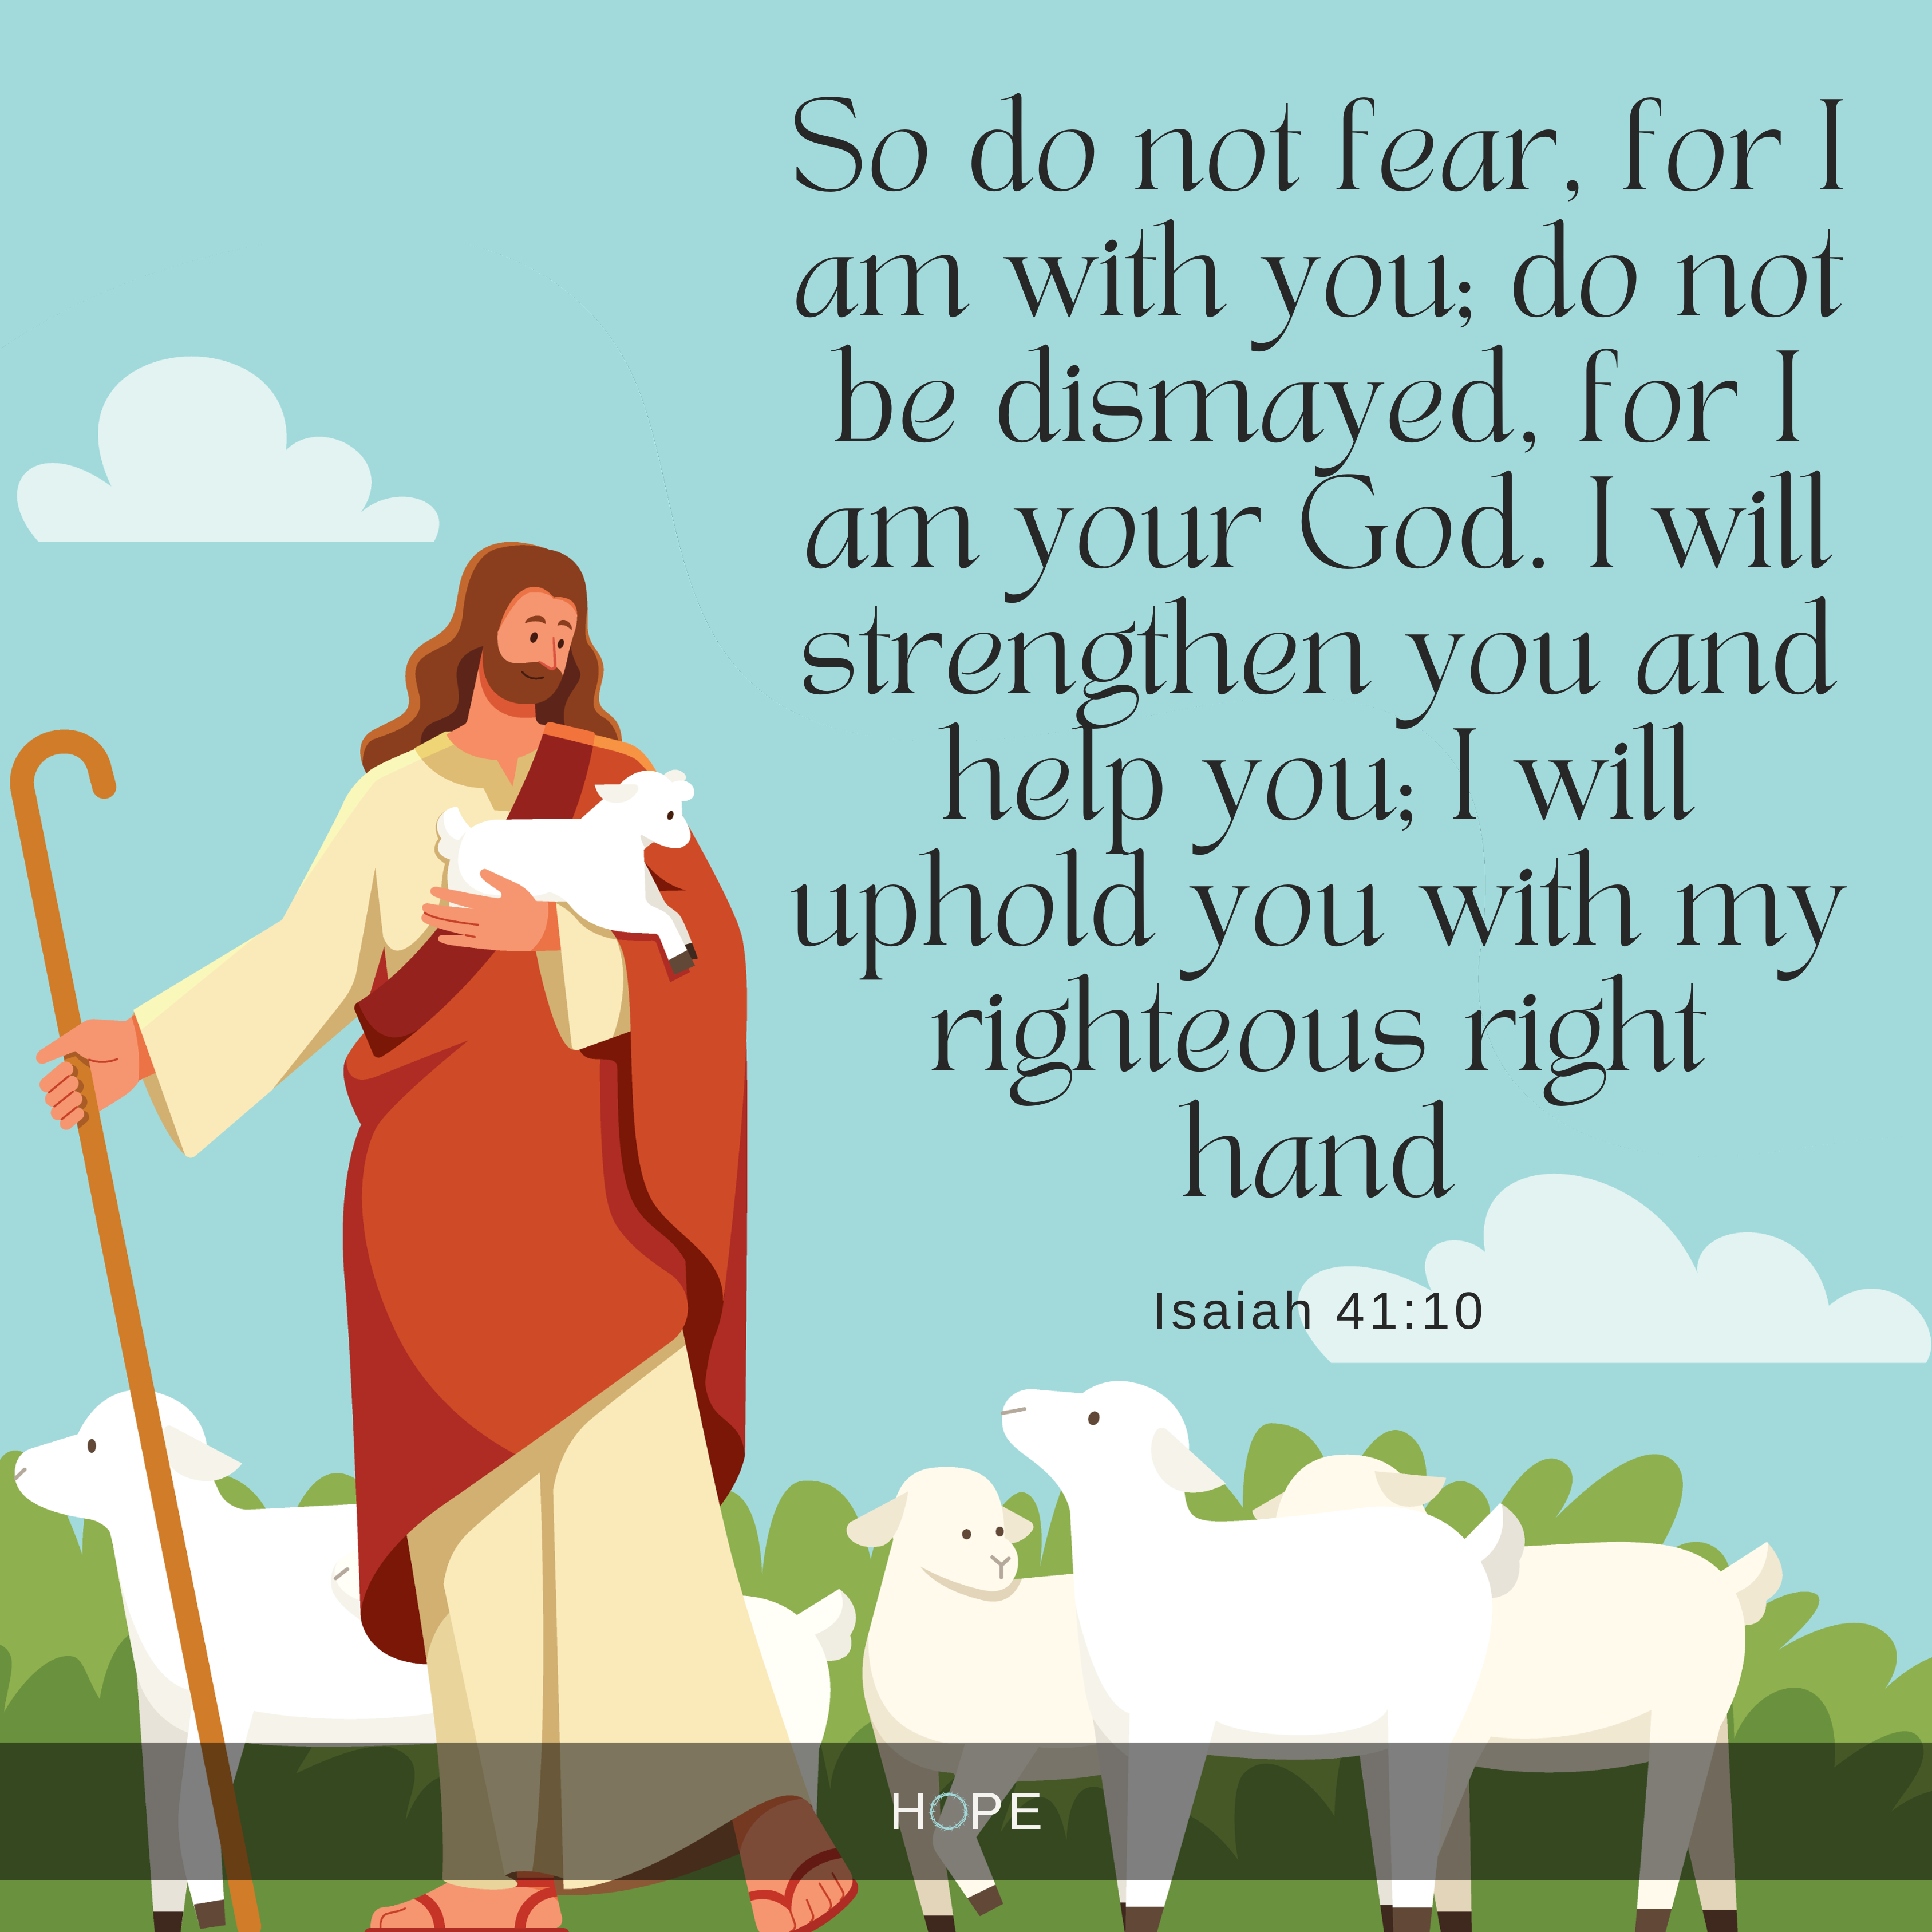 So do not fear, for I
am with you; do not
be dismayed, for I
am your God. I will
strengthen you and
help you; I will
uphold you with my
righteous right
hand
Isaiah 41:10
HOPE